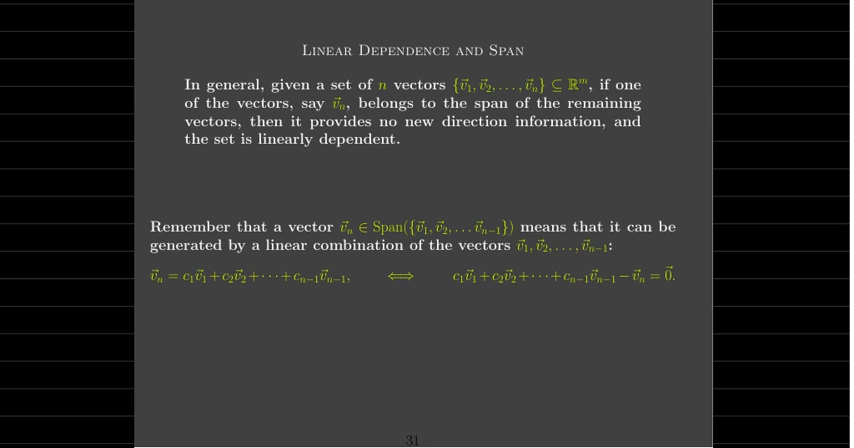 Linear Dependence and Span
In general, given a set of n vectors {v⃗₁, v⃗₂, . . . , v⃗ₙ} ⊆ ℝᵐ, if one
of the vectors, say v⃗ₙ, belongs to the span of the remaining
vectors, then it provides no new direction information, and
the set is linearly dependent.
Remember that a vector v⃗ₙ ∈ Span({v⃗₁, v⃗₂, . . . v⃗ₙ₋₁}) means that it can be
generated by a linear combination of the vectors v⃗₁, v⃗₂, . . . , v⃗ₙ₋₁:
v⃗ₙ = c₁v⃗₁ + c₂v⃗₂ + · · · + cₙ₋₁v⃗ₙ₋₁, ⟺ c₁v⃗₁ + c₂v⃗₂ + · · · + cₙ₋₁v⃗ₙ₋₁ − v⃗ₙ = 0⃗.
31